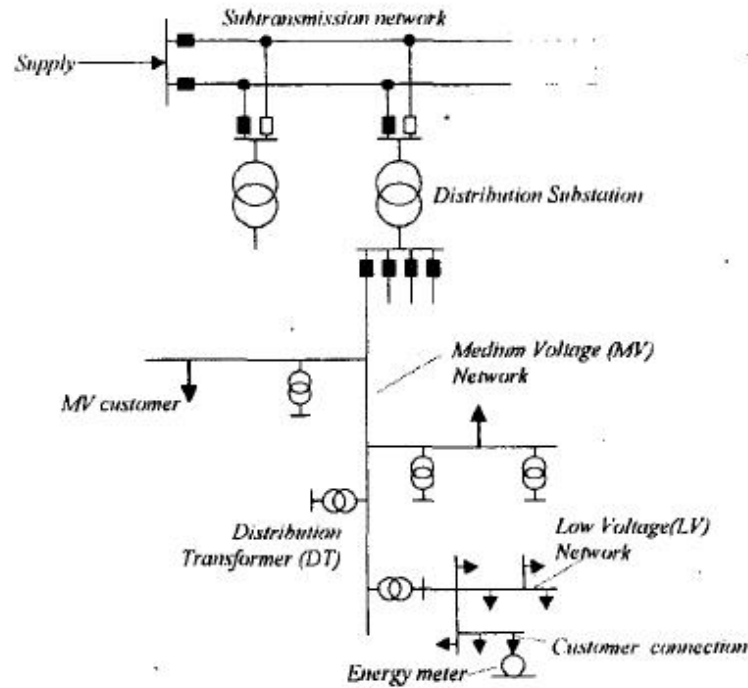 Subtransmission network
Supply
Distribution Substation
Medium Voltage (MV)
Network
MV customer
Distribution
Transformer (DT)
Low Voltage(LV)
Network
Customer connection
Energy meter